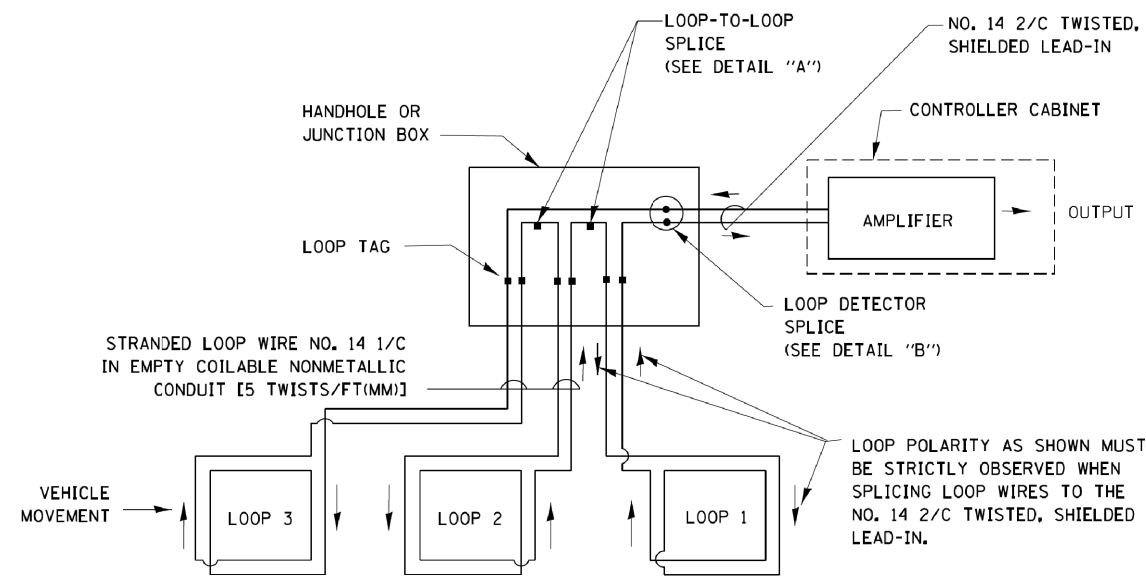 LOOP-TO-LOOP
SPLICE
(SEE DETAIL "A")
NO. 14 2/C TWISTED,
SHIELDED LEAD-IN
HANDHOLE OR
JUNCTION BOX
CONTROLLER CABINET
AMPLIFIER
OUTPUT
LOOP TAG
LOOP DETECTOR
SPLICE
(SEE DETAIL "B")
STRANDED LOOP WIRE NO. 14 1/C
IN EMPTY COILABLE NONMETALLIC
CONDUIT [5 TWISTS/FT(MM)]
LOOP POLARITY AS SHOWN MUST
BE STRICTLY OBSERVED WHEN
SPLICING LOOP WIRES TO THE
NO. 14 2/C TWISTED, SHIELDED
LEAD-IN.
VEHICLE
MOVEMENT
LOOP 3
LOOP 2
LOOP 1